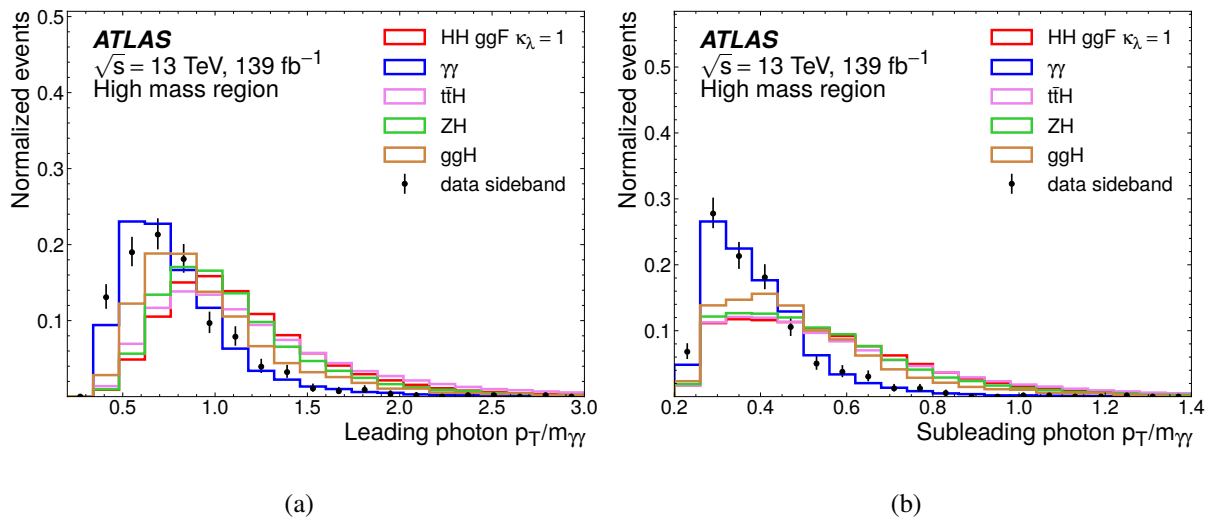 Normalized events
0.5
0.4
0.3
0.2
0.1
ATLAS
√s = 13 TeV, 139 fb⁻¹
High mass region
HH ggF κλ = 1
γγ
tt̄H
ZH
ggH
data sideband
0.5 1.0 1.5 2.0 2.5 3.0
Leading photon pT/mγγ
(a)
Normalized events
0.5
0.4
0.3
0.2
0.1
ATLAS
√s = 13 TeV, 139 fb⁻¹
High mass region
HH ggF κλ = 1
γγ
tt̄H
ZH
ggH
data sideband
0.2 0.4 0.6 0.8 1.0 1.2 1.4
Subleading photon pT/mγγ
(b)